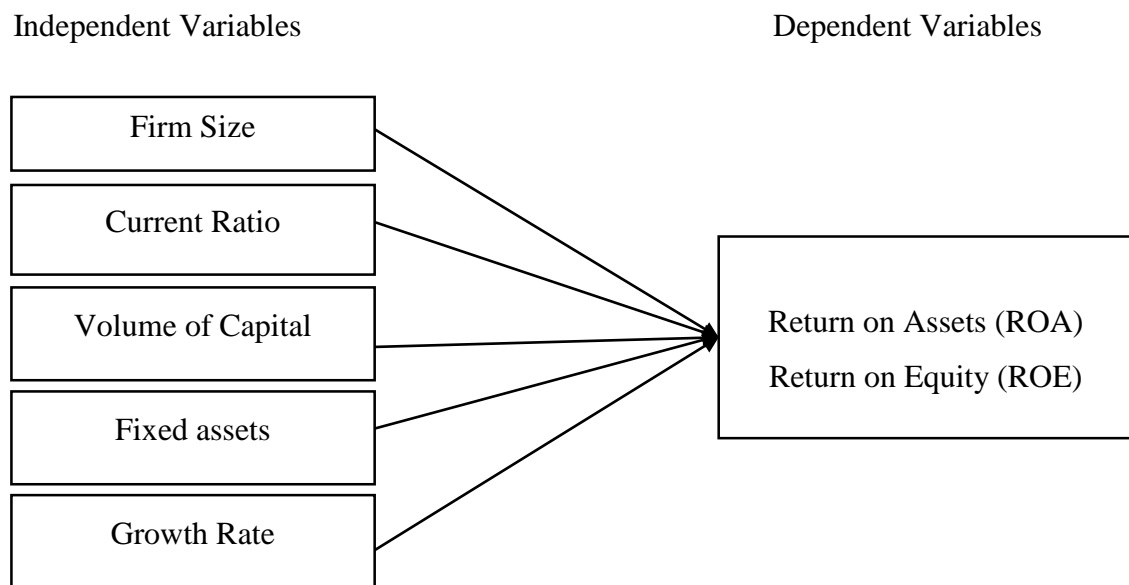 Independent Variables
Dependent Variables
Firm Size
Current Ratio
Volume of Capital
Fixed assets
Growth Rate
Return on Assets (ROA)
Return on Equity (ROE)